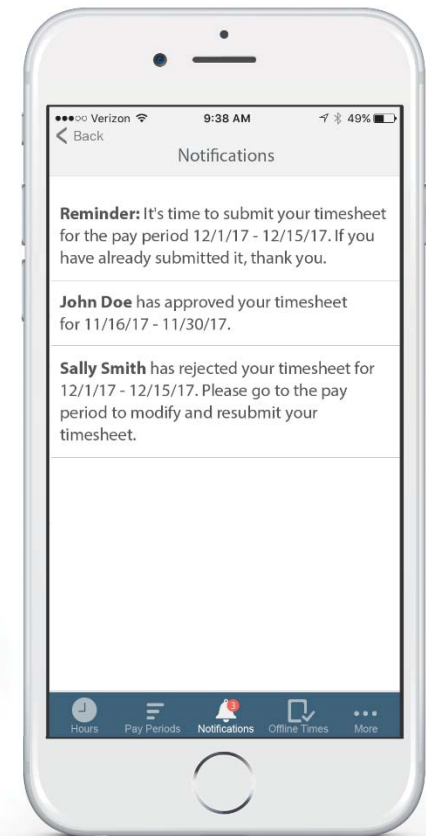 Verizon 9:38 AM 49%
Back
Notifications
Reminder: It's time to submit your timesheet
for the pay period 12/1/17 - 12/15/17. If you
have already submitted it, thank you.
John Doe has approved your timesheet
for 11/16/17 - 11/30/17.
Sally Smith has rejected your timesheet for
12/1/17 - 12/15/17. Please go to the pay
period to modify and resubmit your
timesheet.
3
Hours Pay Periods Notifications Offline Times More